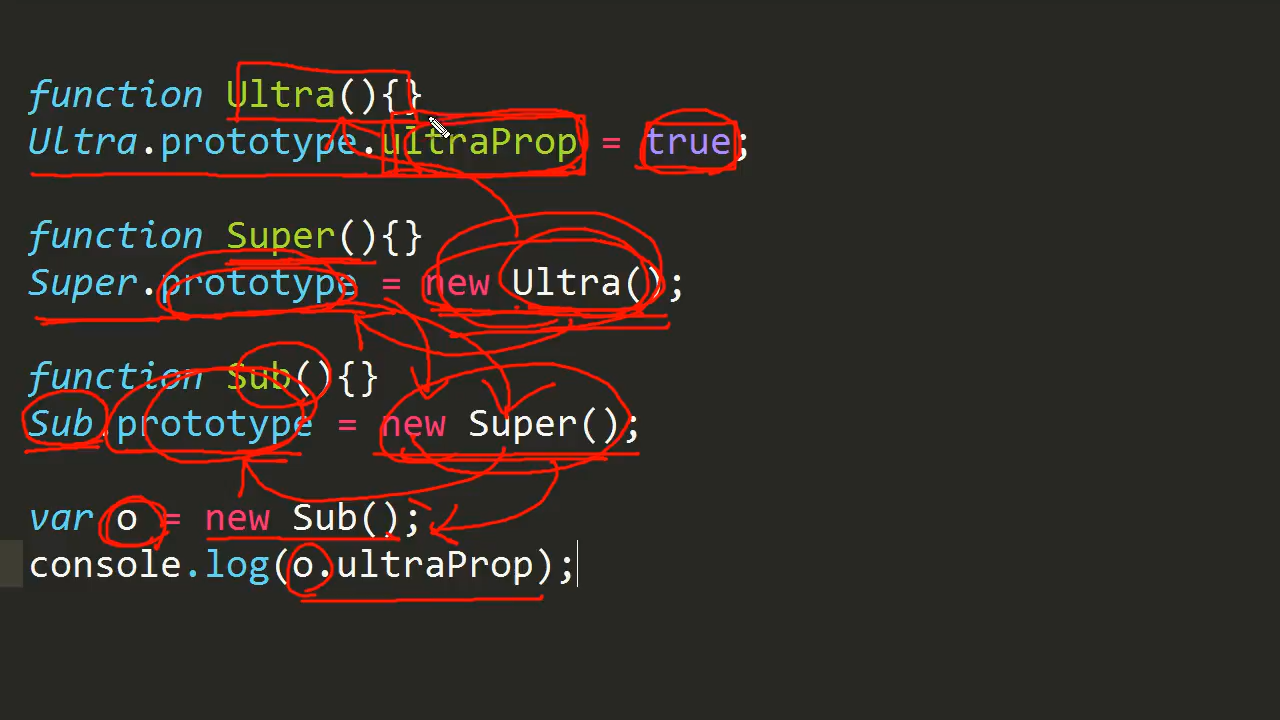 function Ultra(){}
Ultra.prototype.ultraProp = true;
function Super(){}
Super.prototype = new Ultra();
function Sub(){}
Sub.prototype = new Super();
var o = new Sub();
console.log(o.ultraProp);